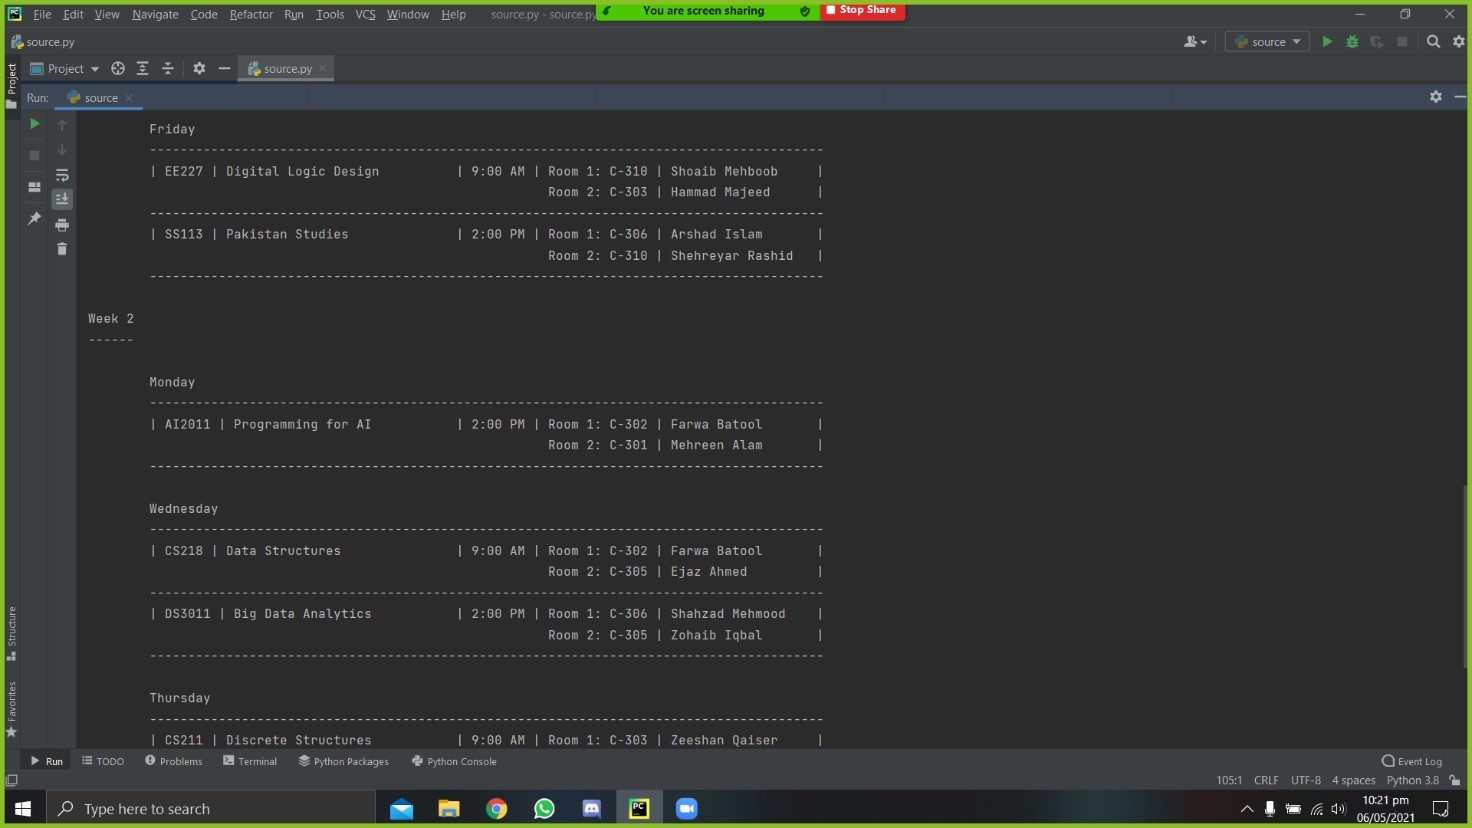 File Edit View Navigate Code Refactor Run Tools VCS Window Help source.py - source.py
You are screen sharing Stop Share
source.py source
Project source.py
Project
Run: source
Friday
---------------------------------------------------------------------------------------
| EE227 | Digital Logic Design | 9:00 AM | Room 1: C-310 | Shoaib Mehboob |
Room 2: C-303 | Hammad Majeed |
---------------------------------------------------------------------------------------
| SS113 | Pakistan Studies | 2:00 PM | Room 1: C-306 | Arshad Islam |
Room 2: C-310 | Shehreyar Rashid |
---------------------------------------------------------------------------------------
Week 2
------
Monday
---------------------------------------------------------------------------------------
| AI2011 | Programming for AI | 2:00 PM | Room 1: C-302 | Farwa Batool |
Room 2: C-301 | Mehreen Alam |
---------------------------------------------------------------------------------------
Wednesday
---------------------------------------------------------------------------------------
| CS218 | Data Structures | 9:00 AM | Room 1: C-302 | Farwa Batool |
Room 2: C-305 | Ejaz Ahmed |
---------------------------------------------------------------------------------------
| DS3011 | Big Data Analytics | 2:00 PM | Room 1: C-306 | Shahzad Mehmood |
Room 2: C-305 | Zohaib Iqbal |
---------------------------------------------------------------------------------------
Thursday
---------------------------------------------------------------------------------------
| CS211 | Discrete Structures | 9:00 AM | Room 1: C-303 | Zeeshan Qaiser |
Structure
Favorites
Run TODO Problems Terminal Python Packages Python Console Event Log
105:1 CRLF UTF-8 4 spaces Python 3.8
Type here to search
10:21 pm
06/05/2021